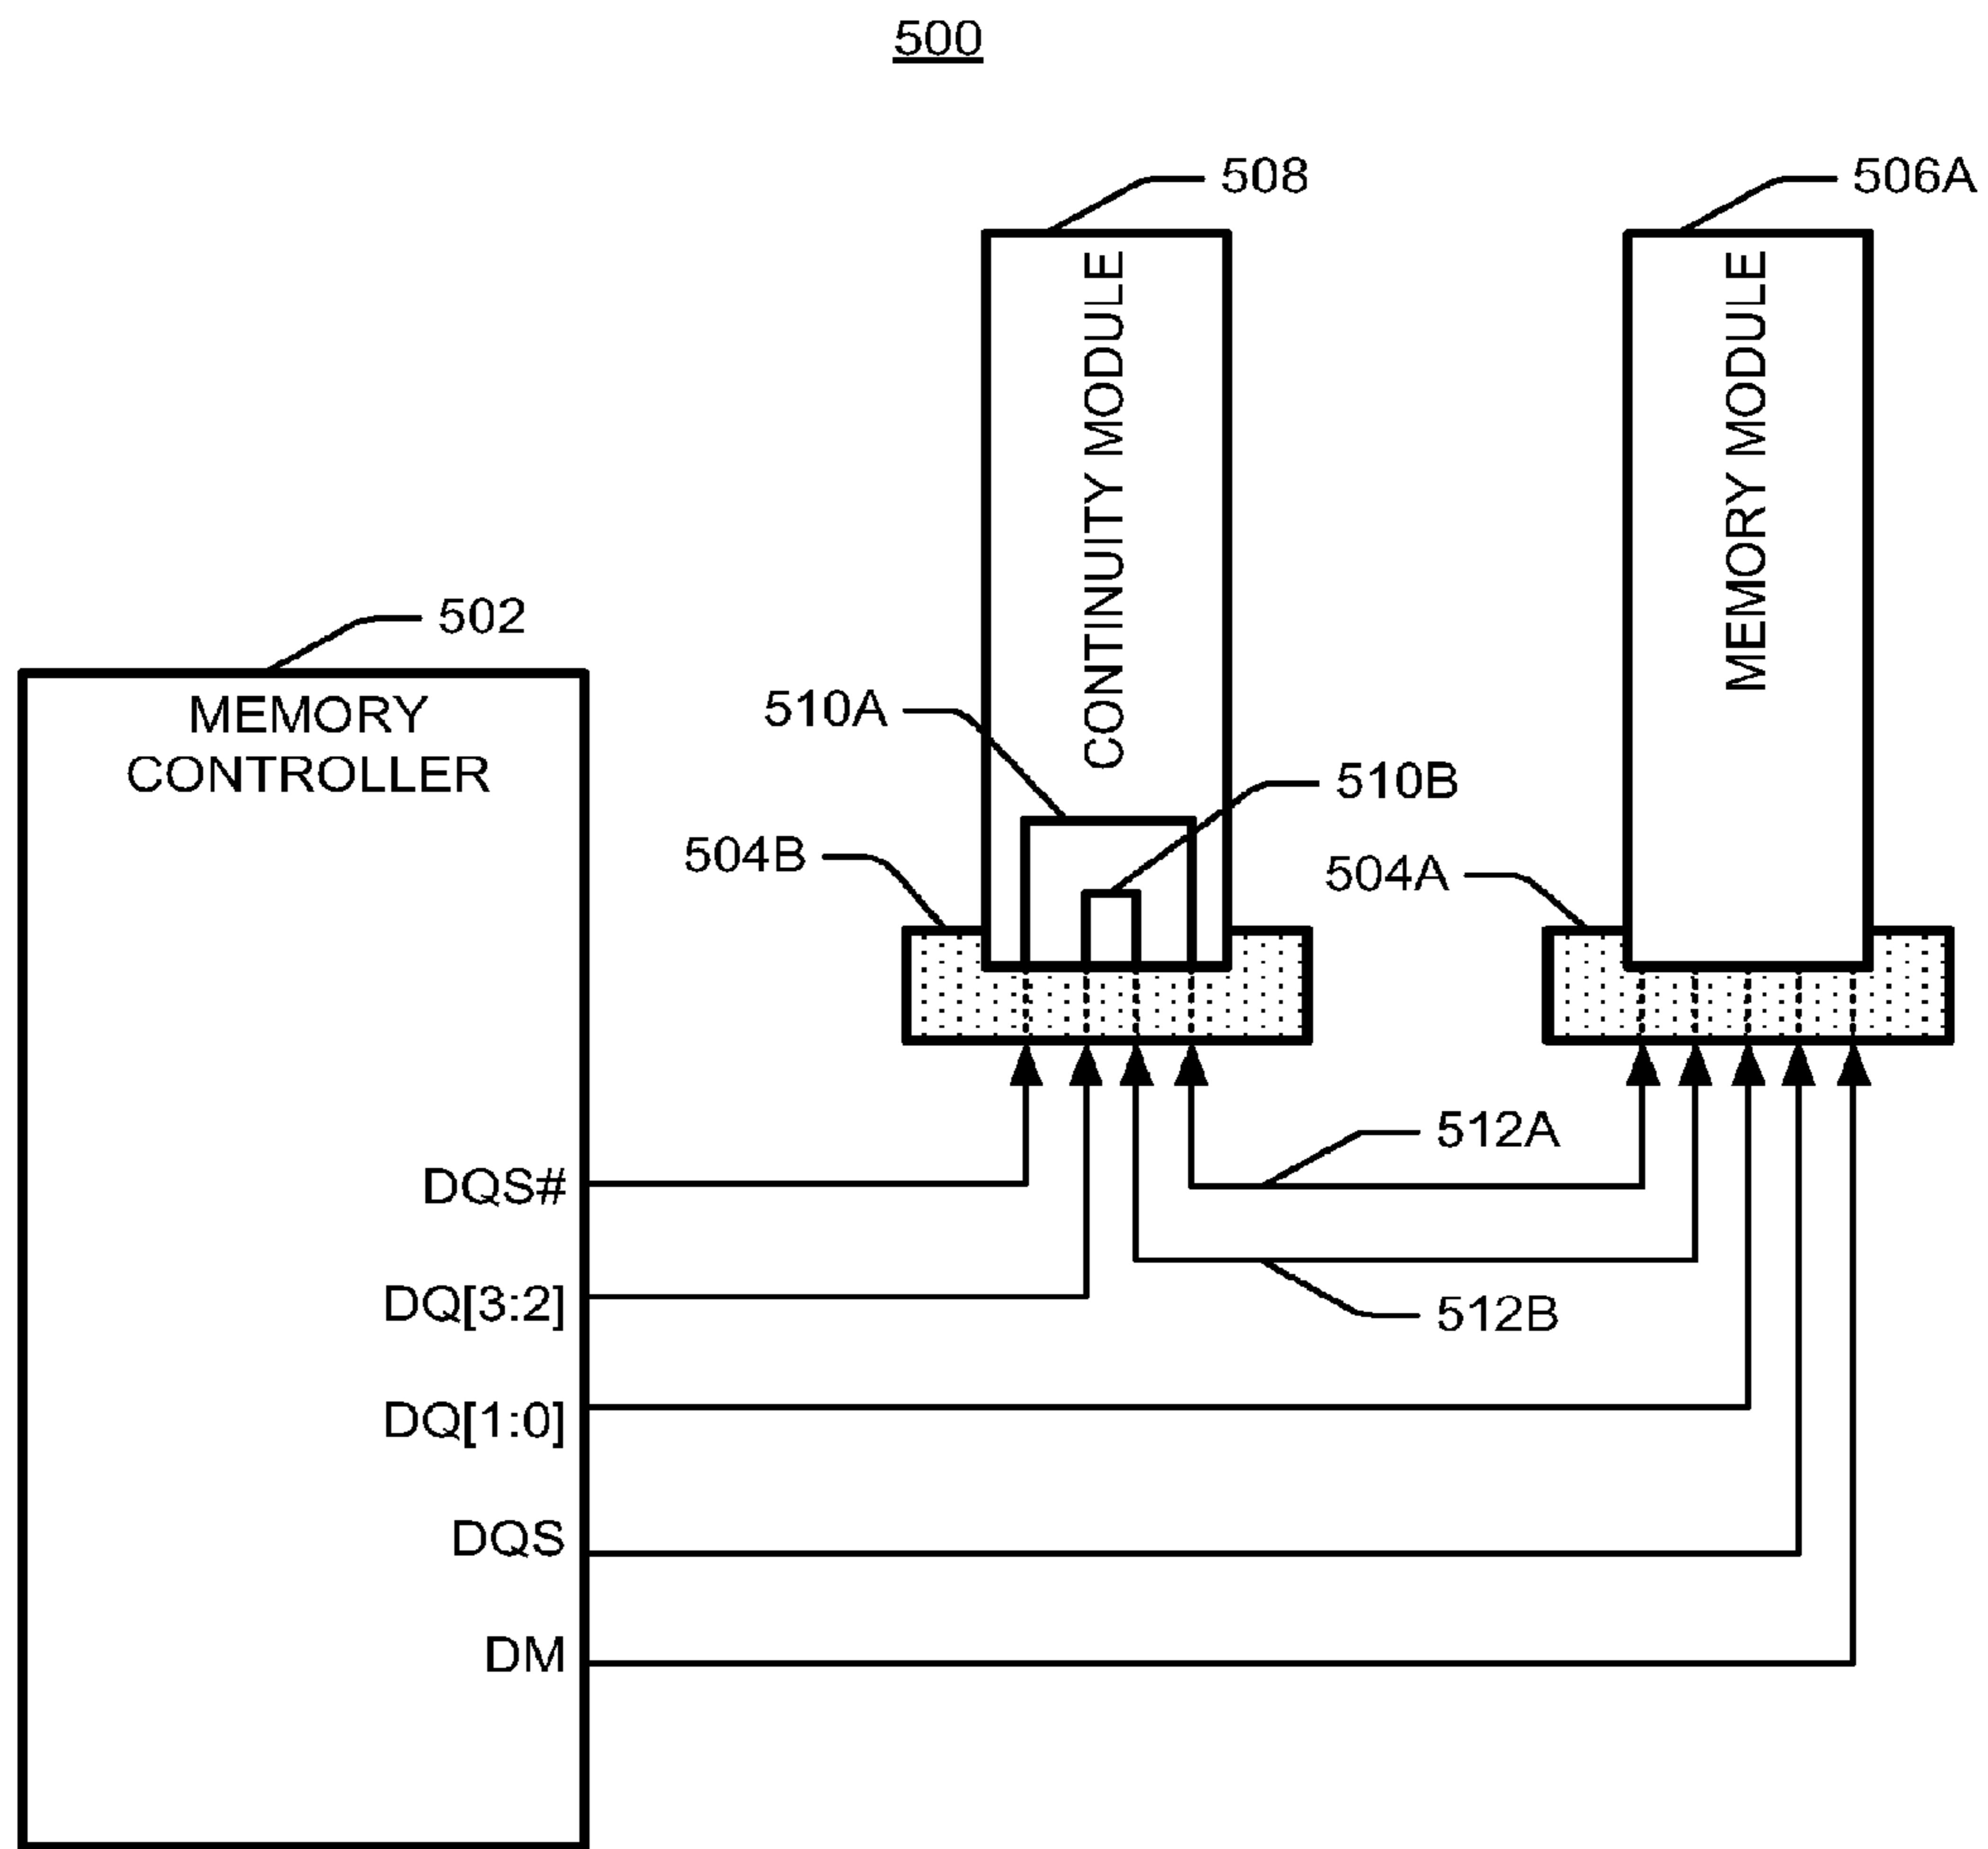 500
508
506A
CONTINUITY MODULE
MEMORY MODULE
502
MEMORY
CONTROLLER
510A
510B
504B
504A
512A
DQS#
DQ[3:2]
512B
DQ[1:0]
DQS
DM